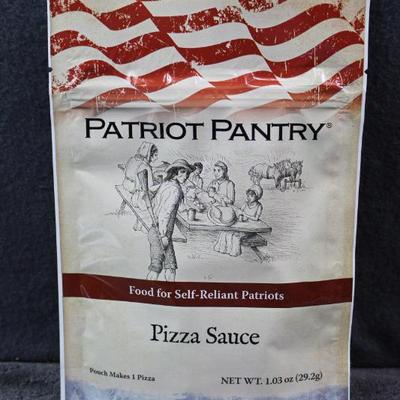 PATRIOT PANTRY®
Food for Self-Reliant Patriots
Pizza Sauce
Pouch Makes 1 Pizza NET WT. 1.03 oz (29.2g)